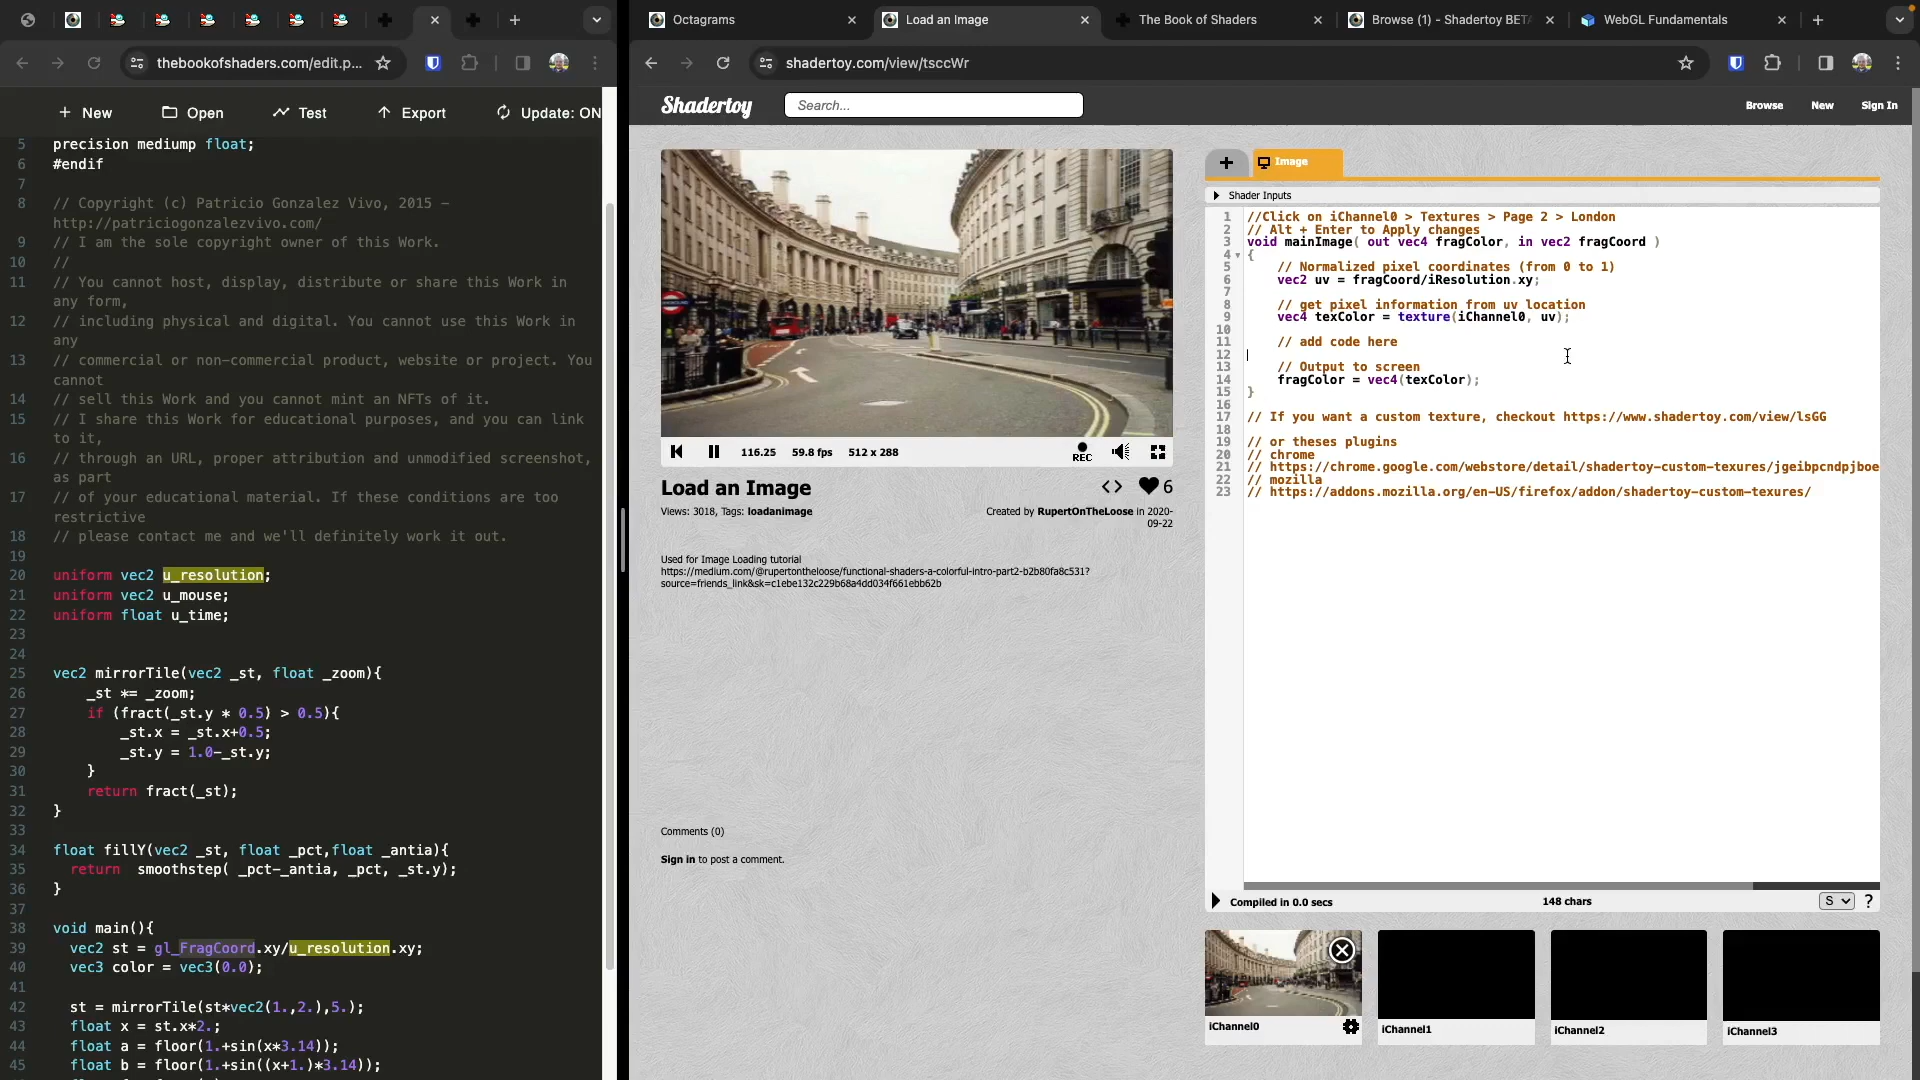 thebookofshaders.com/edit.p...
New
Open
Test
Export
Update: ON
5 precision mediump float;
6 #endif
7
8 // Copyright (c) Patricio Gonzalez Vivo, 2015 -
http://patriciogonzalezvivo.com/
9 // I am the sole copyright owner of this Work.
10 //
11 // You cannot host, display, distribute or share this Work in
any form,
12 // including physical and digital. You cannot use this Work in
any
13 // commercial or non-commercial product, website or project. You
cannot
14 // sell this Work and you cannot mint an NFTs of it.
15 // I share this Work for educational purposes, and you can link
to it,
16 // through an URL, proper attribution and unmodified screenshot,
as part
17 // of your educational material. If these conditions are too
restrictive
18 // please contact me and we'll definitely work it out.
19
20 uniform vec2 u_resolution;
21 uniform vec2 u_mouse;
22 uniform float u_time;
23
24
25 vec2 mirrorTile(vec2 _st, float _zoom){
26 _st *= _zoom;
27 if (fract(_st.y * 0.5) > 0.5){
28 _st.x = _st.x+0.5;
29 _st.y = 1.0-_st.y;
30 }
31 return fract(_st);
32 }
33
34 float fillY(vec2 _st, float _pct,float _antia){
35 return smoothstep( _pct-_antia, _pct, _st.y);
36 }
37
38 void main(){
39 vec2 st = gl_FragCoord.xy/u_resolution.xy;
40 vec3 color = vec3(0.0);
41
42 st = mirrorTile(st*vec2(1.,2.),5.);
43 float x = st.x*2.;
44 float a = floor(1.+sin(x*3.14));
45 float b = floor(1.+sin((x+1.)*3.14));
Octagrams
Load an Image
The Book of Shaders
Browse (1) - Shadertoy BETA
WebGL Fundamentals
shadertoy.com/view/tsccWr
Shadertoy
Search...
Browse
New
Sign In
116.25
59.8 fps
512 x 288
REC
Load an Image
6
Views: 3018, Tags: loadanimage
Created by RupertOnTheLoose in 2020-
09-22
Used for Image Loading tutorial
https://medium.com/@rupertontheloose/functional-shaders-a-colorful-intro-part2-b2b80fa8c531?
source=friends_link&sk=c1ebe132c229b68a4dd034f661ebb62b
Comments (0)
Sign in to post a comment.
Image
Shader Inputs
1 //Click on iChannel0 > Textures > Page 2 > London
2 // Alt + Enter to Apply changes
3 void mainImage( out vec4 fragColor, in vec2 fragCoord )
4 {
5 // Normalized pixel coordinates (from 0 to 1)
6 vec2 uv = fragCoord/iResolution.xy;
7
8 // get pixel information from uv location
9 vec4 texColor = texture(iChannel0, uv);
10
11 // add code here
12
13 // Output to screen
14 fragColor = vec4(texColor);
15 }
16
17 // If you want a custom texture, checkout https://www.shadertoy.com/view/lsGG
18
19 // or theses plugins
20 // chrome
21 // https://chrome.google.com/webstore/detail/shadertoy-custom-texures/jgeibpcndpjboe
22 // mozilla
23 // https://addons.mozilla.org/en-US/firefox/addon/shadertoy-custom-texures/
Compiled in 0.0 secs
148 chars
S
?
iChannel0
iChannel1
iChannel2
iChannel3